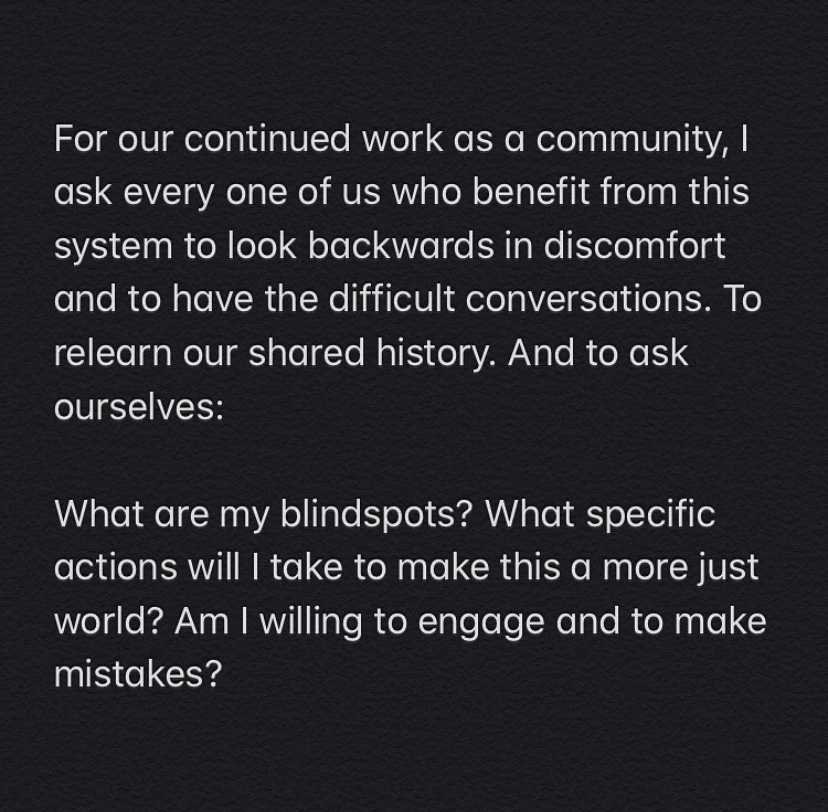 For our continued work as a community, I
ask every one of us who benefit from this
system to look backwards in discomfort
and to have the difficult conversations. To
relearn our shared history. And to ask
ourselves:
What are my blindspots? What specific
actions will I take to make this a more just
world? Am I willing to engage and to make
mistakes?